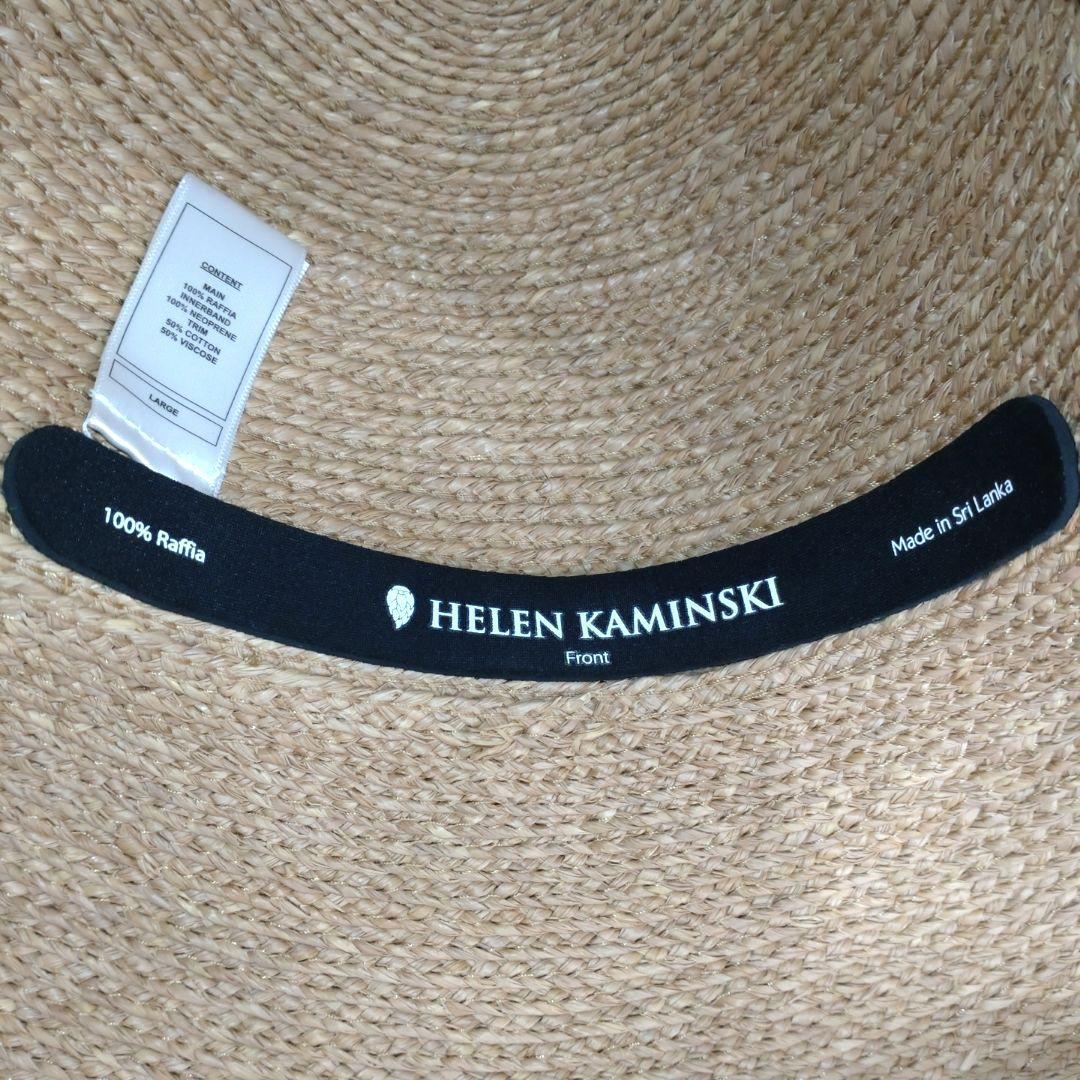 CONTENT
MAIN
100% RAFFIA
INNERBAND
100% NEOPRENE
TRIM
50% COTTON
50% VISCOSE
LARGE
100% Raffia
HELEN KAMINSKI
Front
Made in Sri Lanka